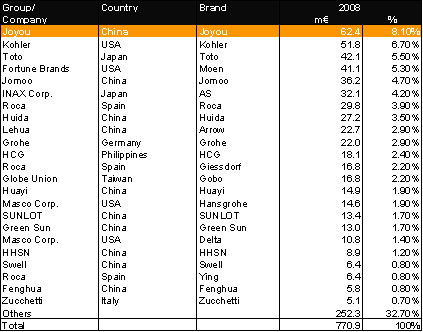 Group/ Country Brand 2008
Company m€ %
Joyou China Joyou 62.4 8.10%
Kohler USA Kohler 51.8 6.70%
Toto Japan Toto 42.1 5.50%
Fortune Brands USA Moen 41.1 5.30%
Jomoo China Jomoo 36.2 4.70%
INAX Corp. Japan AS 32.1 4.20%
Roca Spain Roca 29.8 3.90%
Huida China Huida 27.2 3.50%
Lehua China Arrow 22.7 2.90%
Grohe Germany Grohe 22.0 2.90%
HCG Philippines HCG 18.1 2.40%
Roca Spain Giessdorf 16.8 2.20%
Globe Union Taiwan Gobo 16.8 2.20%
Huayi China Huayi 14.9 1.90%
Masco Corp. USA Hansgrohe 14.6 1.90%
SUNLOT China SUNLOT 13.4 1.70%
Green Sun China Green Sun 13.0 1.70%
Masco Corp. USA Delta 10.8 1.40%
HHSN China HHSN 8.9 1.20%
Swell China Swell 6.4 0.80%
Roca Spain Ying 6.4 0.80%
Fenghua China Fenghua 5.8 0.80%
Zucchetti Italy Zucchetti 5.1 0.70%
Others 252.3 32.70%
Total 770.9 100%